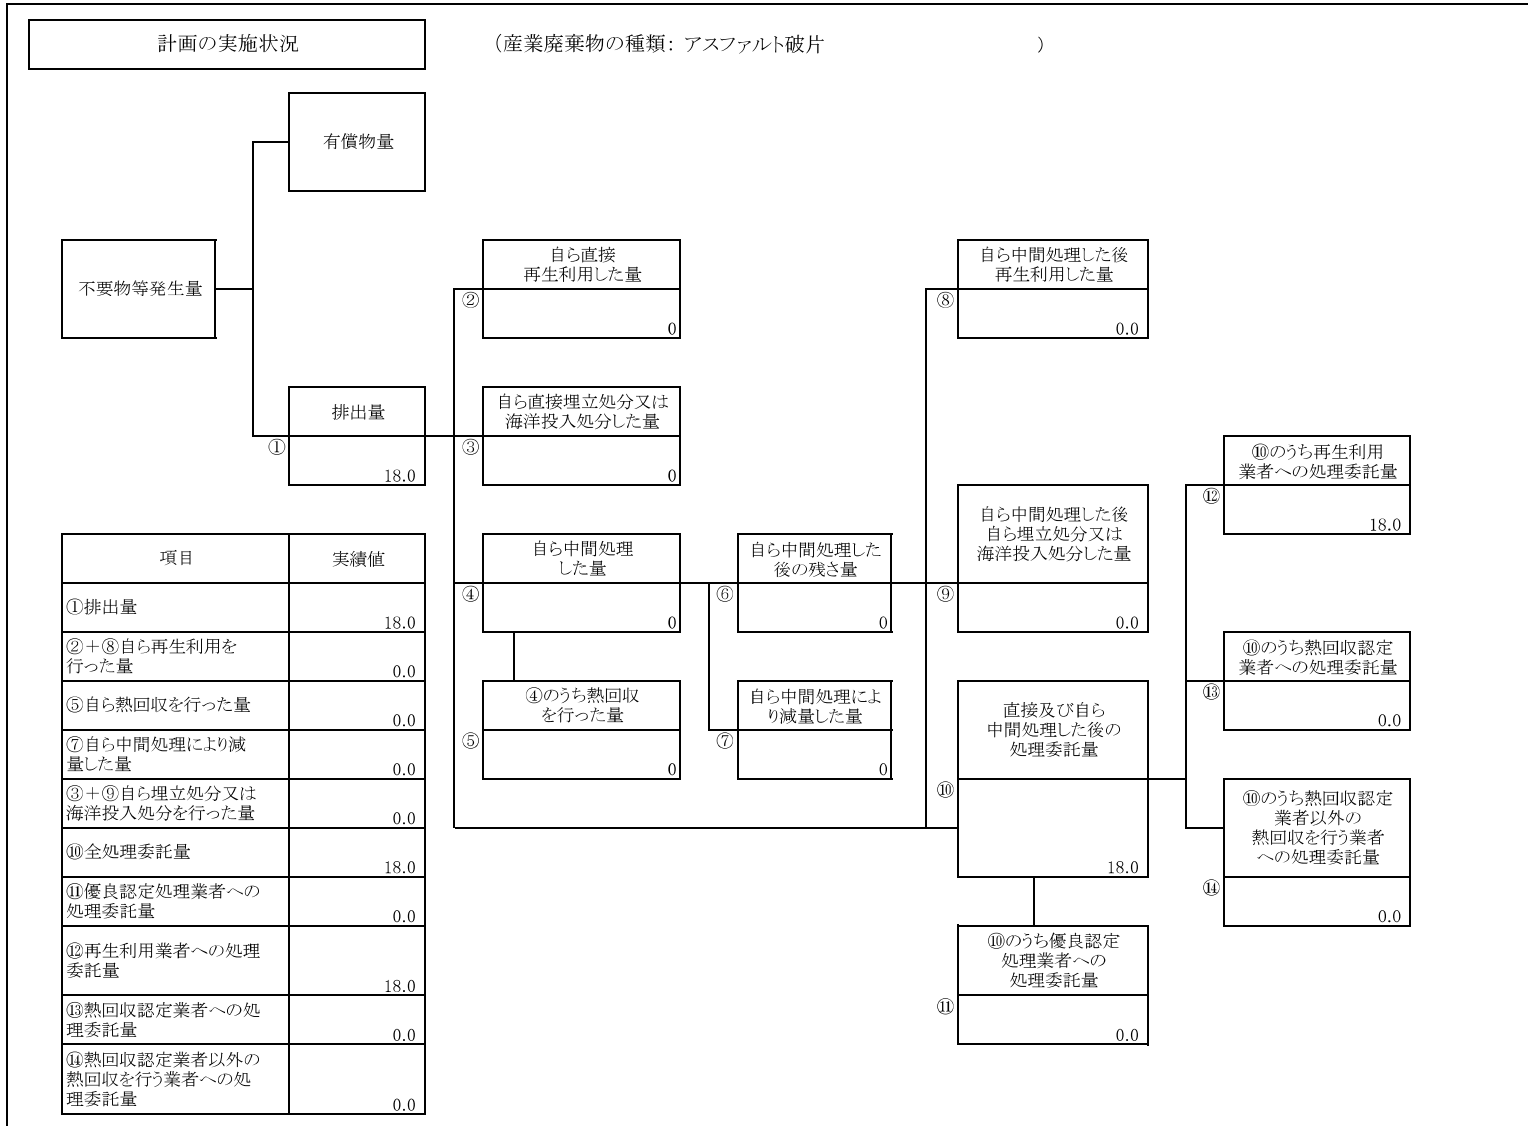 計画の実施状況
（産業廃棄物の種類: アスファルト破片　　　　）
有償物量
不要物等発生量
自ら直接
再生利用した量
②
0
自ら中間処理した後
再生利用した量
⑧
0.0
排出量
①
18.0
自ら直接埋立処分又は
海洋投入処分した量
③
0
⑩のうち再生利用
業者への処理委託量
⑫
18.0
自ら中間処理した後
自ら埋立処分又は
海洋投入処分した量
⑨
0.0
自ら中間処理
した量
④
0
自ら中間処理した
後の残さ量
⑥
0
⑩のうち熱回収認定
業者への処理委託量
⑬
0.0
④のうち熱回収
を行った量
⑤
0
自ら中間処理によ
り減量した量
⑦
0
直接及び自ら
中間処理した後の
処理委託量
⑩
18.0
⑩のうち熱回収認定
業者以外の
熱回収を行う業者
への処理委託量
⑭
0.0
⑩のうち優良認定
処理業者への
処理委託量
⑪
0.0
項目 実績値
①排出量
18.0
②＋⑧自ら再生利用を
行った量
0.0
⑤自ら熱回収を行った量
0.0
⑦自ら中間処理により減
量した量
0.0
③＋⑨自ら埋立処分又は
海洋投入処分を行った量
0.0
⑩全処理委託量
18.0
⑪優良認定処理業者への
処理委託量
0.0
⑫再生利用業者への処理
委託量
18.0
⑬熱回収認定業者への処
理委託量
0.0
⑭熱回収認定業者以外の
熱回収を行う業者への処
理委託量
0.0